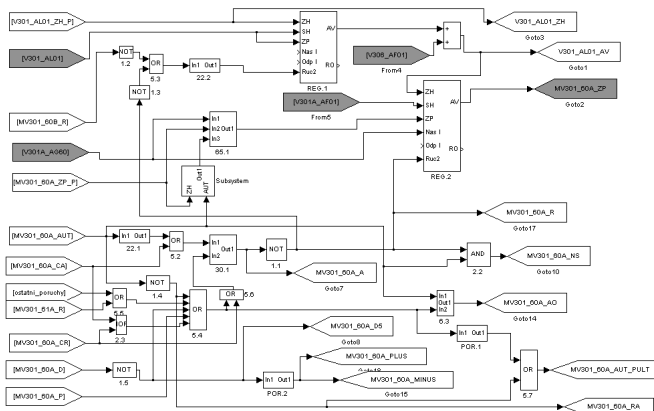 [V301_AL01_ZH_P]
[V301_AL01]
[MV301_60B_R]
[V301A_AG60]
[MV301_60A_ZP_P]
[MV301_60A_AUT]
[MV301_60A_CA]
[ostatni_poruchy]
[MV301_61A_R]
[MV301_60A_CR]
[MV301_60A_D]
[MV301_60A_P]
NOT
1.2
OR
5.3
NOT
1.3
In1 Out1
22.2
ZH
SH
ZP
Nas I
Odp I
Ruc2
AV
RO
REG.1
[V306_AF01]
From4
[V301A_AF01]
From5
+
+
V301_AL01_ZH
Goto3
V301_AL01_AV
Goto1
MV301_60A_ZP
Goto2
ZH
SH
ZP
Nas I
Odp I
Ruc2
AV
RO
REG.2
In1
In2 Out1
In3
65.1
Out1
ZH
AUT
Subsystem
In1 Out1
22.1
OR
5.2
In1
In2
Out1
30.1
NOT
1.1
AND
2.2
MV301_60A_R
Goto17
MV301_60A_NS
Goto10
MV301_60A_A
Goto7
NOT
1.4
OR
5.5
2.3
OR
5.4
OR
5.6
In1
Out1
In2
6.3
MV301_60A_AO
Goto14
In1 Out1
POR.1
OR
5.7
MV301_60A_AUT_PULT
MV301_60A_DS
Goto8
MV301_60A_PLUS
MV301_60A_MINUS
Goto15
NOT
1.5
In1 Out1
POR.2
MV301_60A_RA